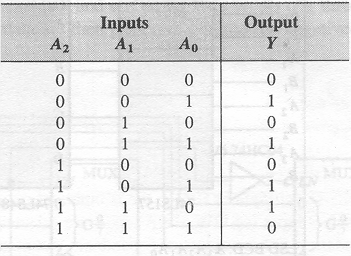 Inputs Output
A2 A1 A0 Y
0 0 0 0
0 0 1 1
0 1 0 0
0 1 1 1
1 0 0 0
1 0 1 1
1 1 0 1
1 1 1 0